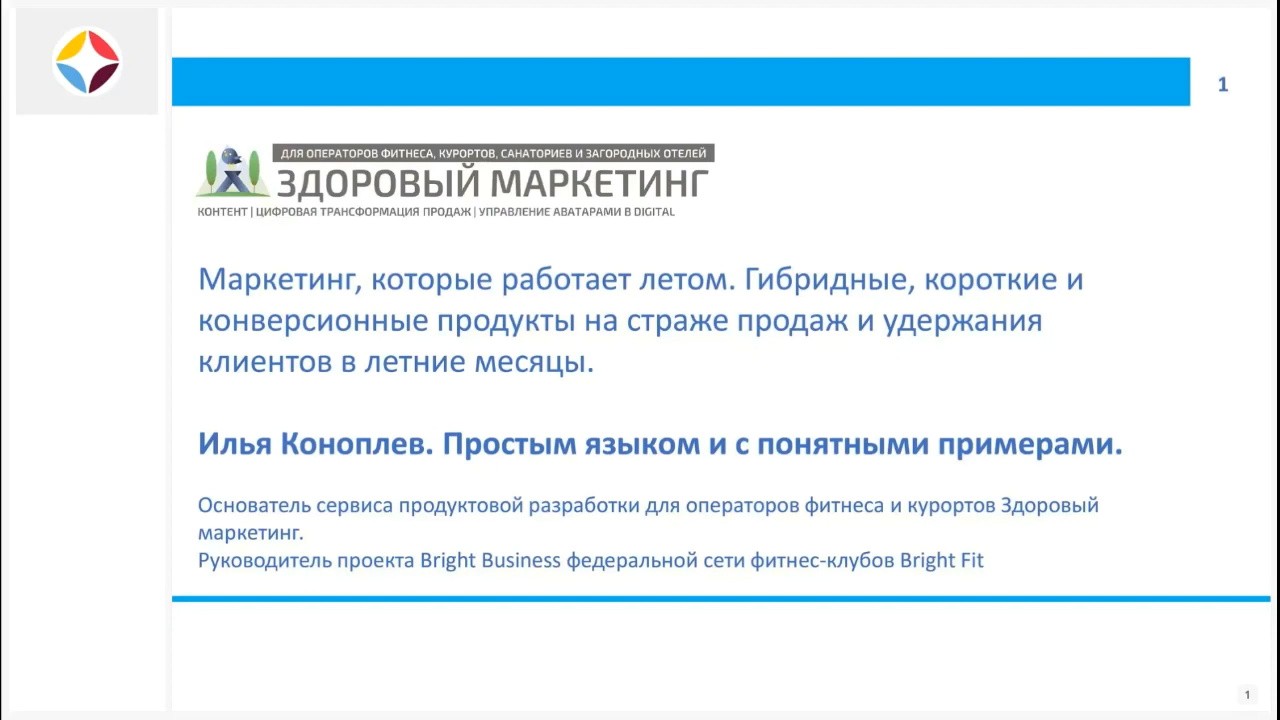 1
ДЛЯ ОПЕРАТОРОВ ФИТНЕСА, КУРОРТОВ, САНАТОРИЕВ И ЗАГОРОДНЫХ ОТЕЛЕЙ
ЗДОРОВЫЙ МАРКЕТИНГ
КОНТЕНТ | ЦИФРОВАЯ ТРАНСФОРМАЦИЯ ПРОДАЖ | УПРАВЛЕНИЕ АВАТАРАМИ В DIGITAL
Маркетинг, которые работает летом. Гибридные, короткие и
конверсионные продукты на страже продаж и удержания
клиентов в летние месяцы.
Илья Коноплев. Простым языком и с понятными примерами.
Основатель сервиса продуктовой разработки для операторов фитнеса и курортов Здоровый
маркетинг.
Руководитель проекта Bright Business федеральной сети фитнес-клубов Bright Fit
1